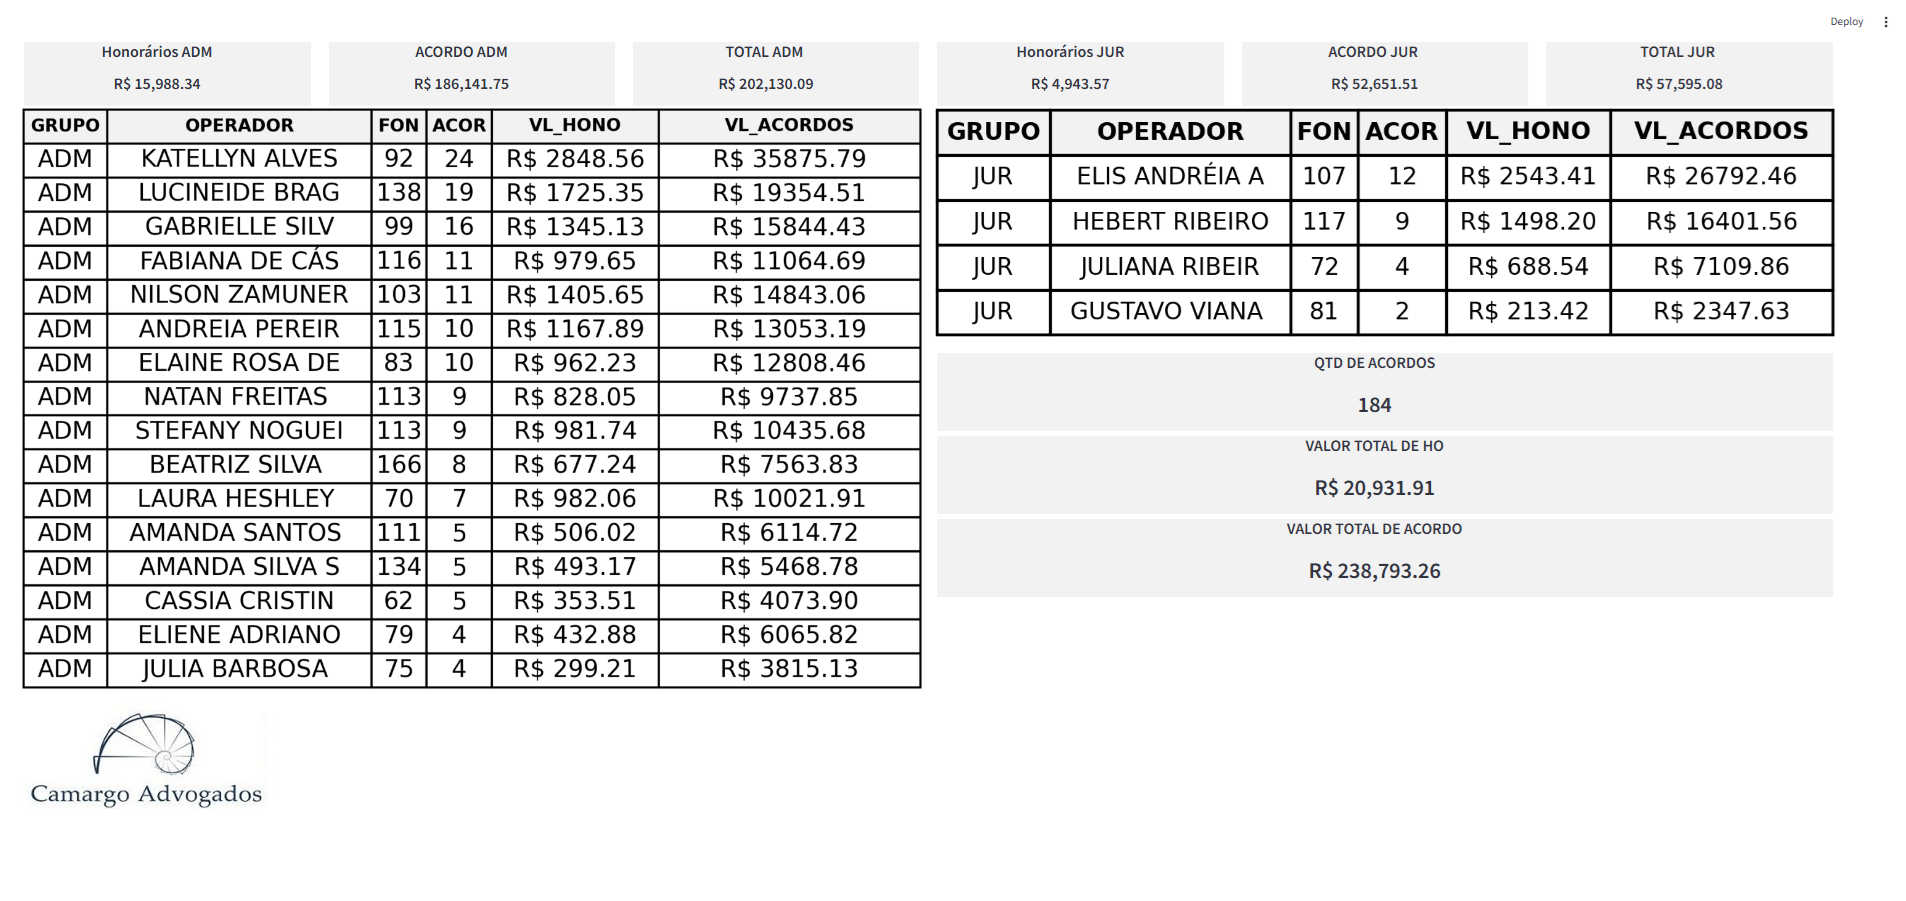 Deploy
Honorários ADM
R$ 15,988.34
ACORDO ADM
R$ 186,141.75
TOTAL ADM
R$ 202,130.09
Honorários JUR
R$ 4,943.57
ACORDO JUR
R$ 52,651.51
TOTAL JUR
R$ 57,595.08
GRUPO OPERADOR FON ACOR VL_HONO VL_ACORDOS
ADM KATELLYN ALVES 92 24 R$ 2848.56 R$ 35875.79
ADM LUCINEIDE BRAG 138 19 R$ 1725.35 R$ 19354.51
ADM GABRIELLE SILV 99 16 R$ 1345.13 R$ 15844.43
ADM FABIANA DE CÁS 116 11 R$ 979.65 R$ 11064.69
ADM NILSON ZAMUNER 103 11 R$ 1405.65 R$ 14843.06
ADM ANDREIA PEREIR 115 10 R$ 1167.89 R$ 13053.19
ADM ELAINE ROSA DE 83 10 R$ 962.23 R$ 12808.46
ADM NATAN FREITAS 113 9 R$ 828.05 R$ 9737.85
ADM STEFANY NOGUEI 113 9 R$ 981.74 R$ 10435.68
ADM BEATRIZ SILVA 166 8 R$ 677.24 R$ 7563.83
ADM LAURA HESHLEY 70 7 R$ 982.06 R$ 10021.91
ADM AMANDA SANTOS 111 5 R$ 506.02 R$ 6114.72
ADM AMANDA SILVA S 134 5 R$ 493.17 R$ 5468.78
ADM CASSIA CRISTIN 62 5 R$ 353.51 R$ 4073.90
ADM ELIENE ADRIANO 79 4 R$ 432.88 R$ 6065.82
ADM JULIA BARBOSA 75 4 R$ 299.21 R$ 3815.13
GRUPO OPERADOR FON ACOR VL_HONO VL_ACORDOS
JUR ELIS ANDRÉIA A 107 12 R$ 2543.41 R$ 26792.46
JUR HEBERT RIBEIRO 117 9 R$ 1498.20 R$ 16401.56
JUR JULIANA RIBEIR 72 4 R$ 688.54 R$ 7109.86
JUR GUSTAVO VIANA 81 2 R$ 213.42 R$ 2347.63
QTD DE ACORDOS
184
VALOR TOTAL DE HO
R$ 20,931.91
VALOR TOTAL DE ACORDO
R$ 238,793.26
Camargo Advogados